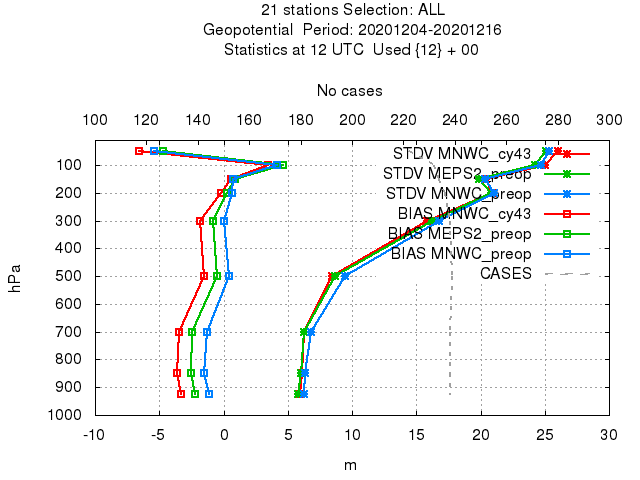 21 stations Selection: ALL
Geopotential  Period: 20201204-20201216
Statistics at 12 UTC  Used {12} + 00
No cases
100 120 140 160 180 200 220 240 260 280 300
STDV MNWC_cy43
STDV MEPS2_preop
STDV MNWC_preop
BIAS MNWC_cy43
BIAS MEPS2_preop
BIAS MNWC_preop
CASES
hPa
100
200
300
400
500
600
700
800
900
1000
-10 -5 0 5 10 15 20 25 30
m